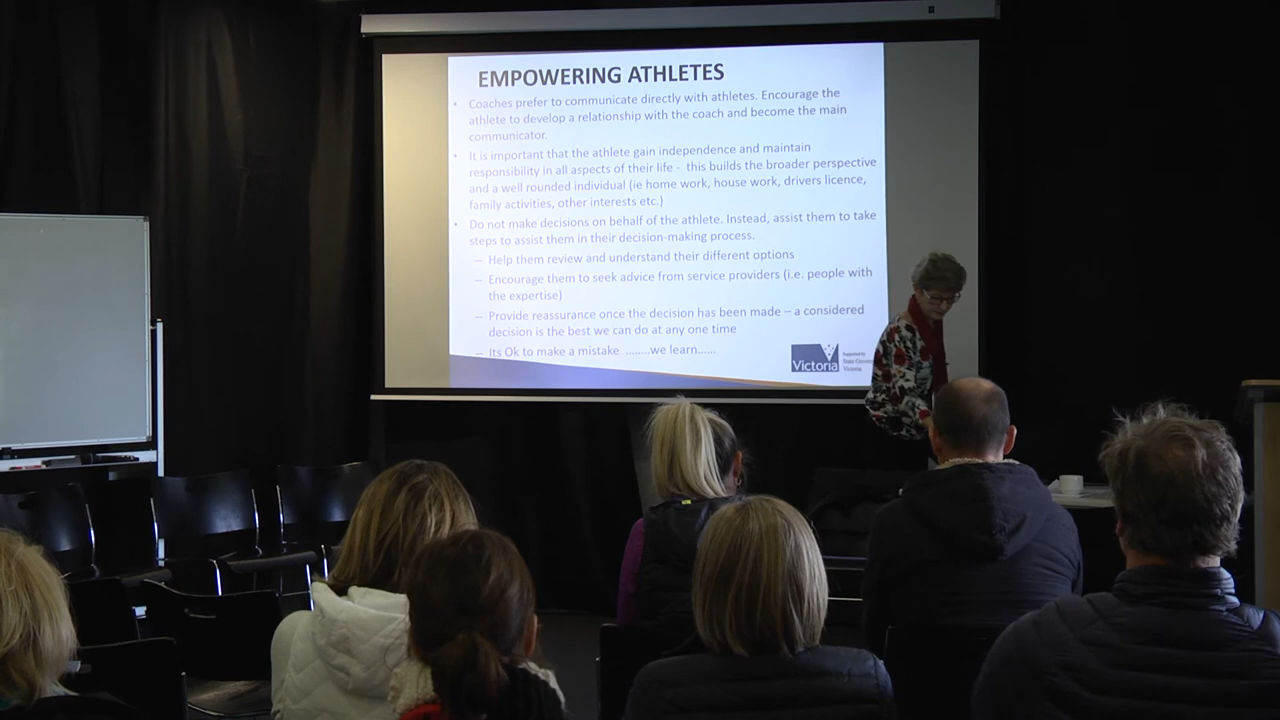 EMPOWERING ATHLETES
• Coaches prefer to communicate directly with athletes. Encourage the
athlete to develop a relationship with the coach and become the main
communicator.
• It is important that the athlete gain independence and maintain
responsibility in all aspects of their life - this builds the broader perspective
and a well rounded individual (ie home work, house work, drivers licence,
family activities, other interests etc.)
• Do not make decisions on behalf of the athlete. Instead, assist them to take
steps to assist them in their decision-making process.
– Help them review and understand their different options
– Encourage them to seek advice from service providers (i.e. people with
the expertise)
– Provide reassurance once the decision has been made – a considered
decision is the best we can do at any one time
– Its Ok to make a mistake ........we learn......
Victoria
Supported by
State Govern
Victoria